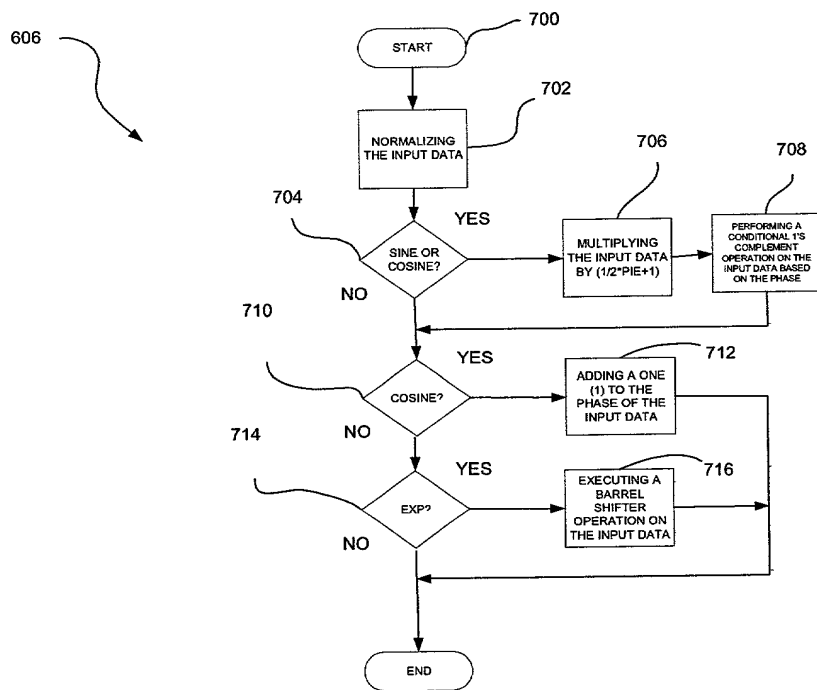 606
700
START
702
NORMALIZING
THE INPUT DATA
704
YES
706
708
SINE OR
COSINE?
MULTIPLYING
THE INPUT DATA
BY (1/2*PIE+1)
PERFORMING A
CONDITIONAL 1'S
COMPLEMENT
OPERATION ON THE
INPUT DATA BASED
ON THE PHASE
NO
710
YES
712
COSINE?
ADDING A ONE
(1) TO THE
PHASE OF THE
INPUT DATA
NO
714
YES
716
EXP?
EXECUTING A
BARREL
SHIFTER
OPERATION ON
THE INPUT DATA
NO
END